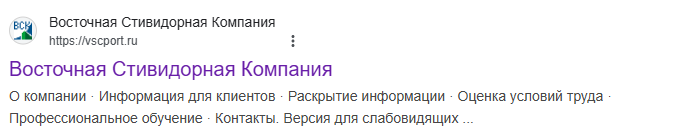 ВСК
Восточная Стивидорная Компания
https://vscport.ru
Восточная Стивидорная Компания
О компании · Информация для клиентов · Раскрытие информации · Оценка условий труда ·
Профессиональное обучение · Контакты. Версия для слабовидящих ...